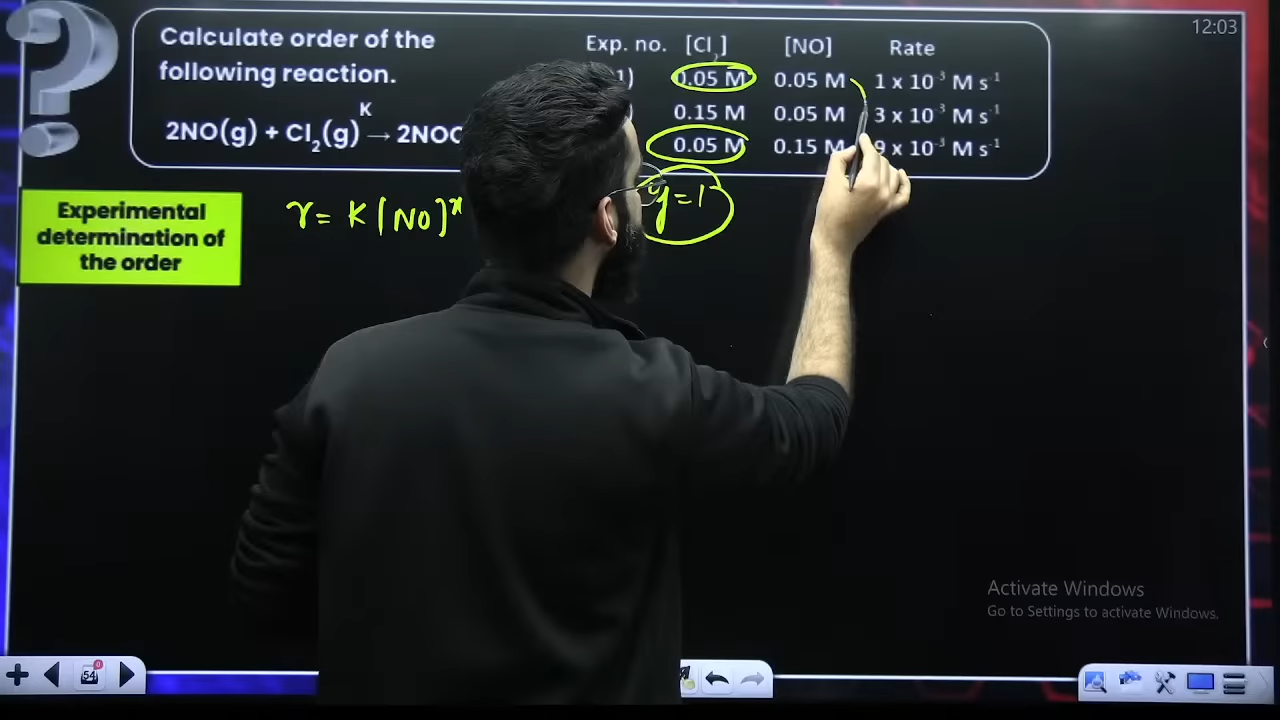 12:03
Calculate order of the
following reaction.
2NO(g) + Cl₂(g) →K 2NOC
Exp. no. [Cl₂] [NO] Rate
1) 0.05 M 0.05 M 1 x 10⁻³ M s⁻¹
0.15 M 0.05 M 3 x 10⁻³ M s⁻¹
0.05 M 0.15 M 9 x 10⁻³ M s⁻¹
Experimental
determination of
the order
r = K [NO]ˣ
y = 1
Activate Windows
Go to Settings to activate Windows.
54